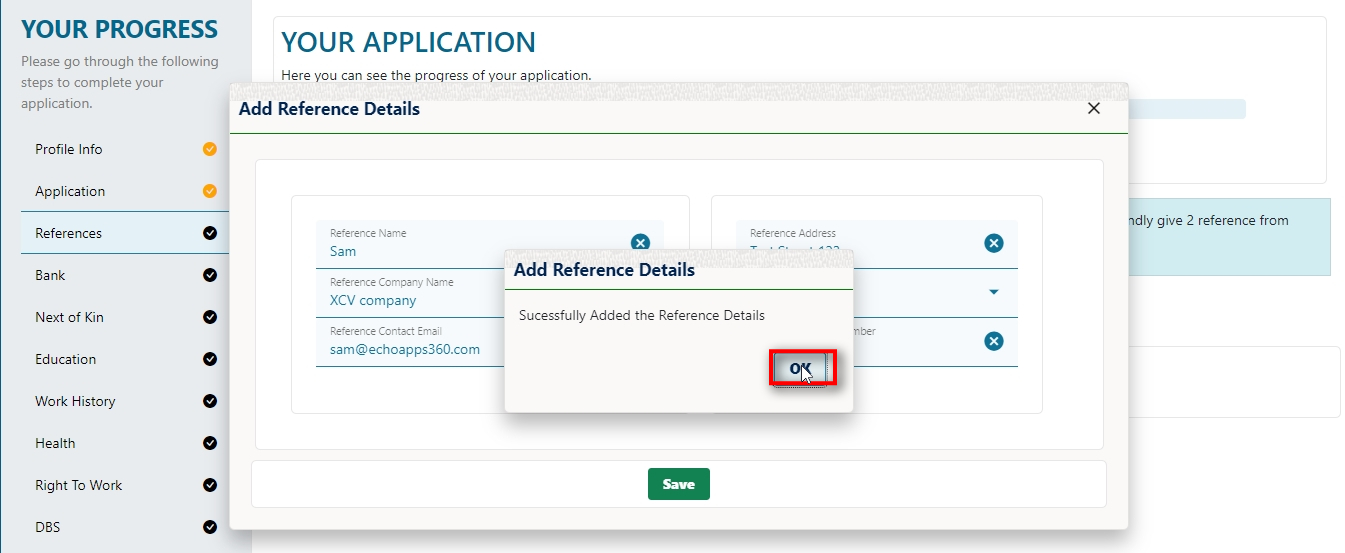 YOUR PROGRESS
Please go through the following
steps to complete your
application.
Profile Info
Application
References
Bank
Next of Kin
Education
Work History
Health
Right To Work
DBS
YOUR APPLICATION
Here you can see the progress of your application.
ndly give 2 reference from
Add Reference Details
Reference Name
Sam
Reference Company Name
XCV company
Reference Contact Email
sam@echoapps360.com
Reference Address
mber
Add Reference Details
Sucessfully Added the Reference Details
OK
Save